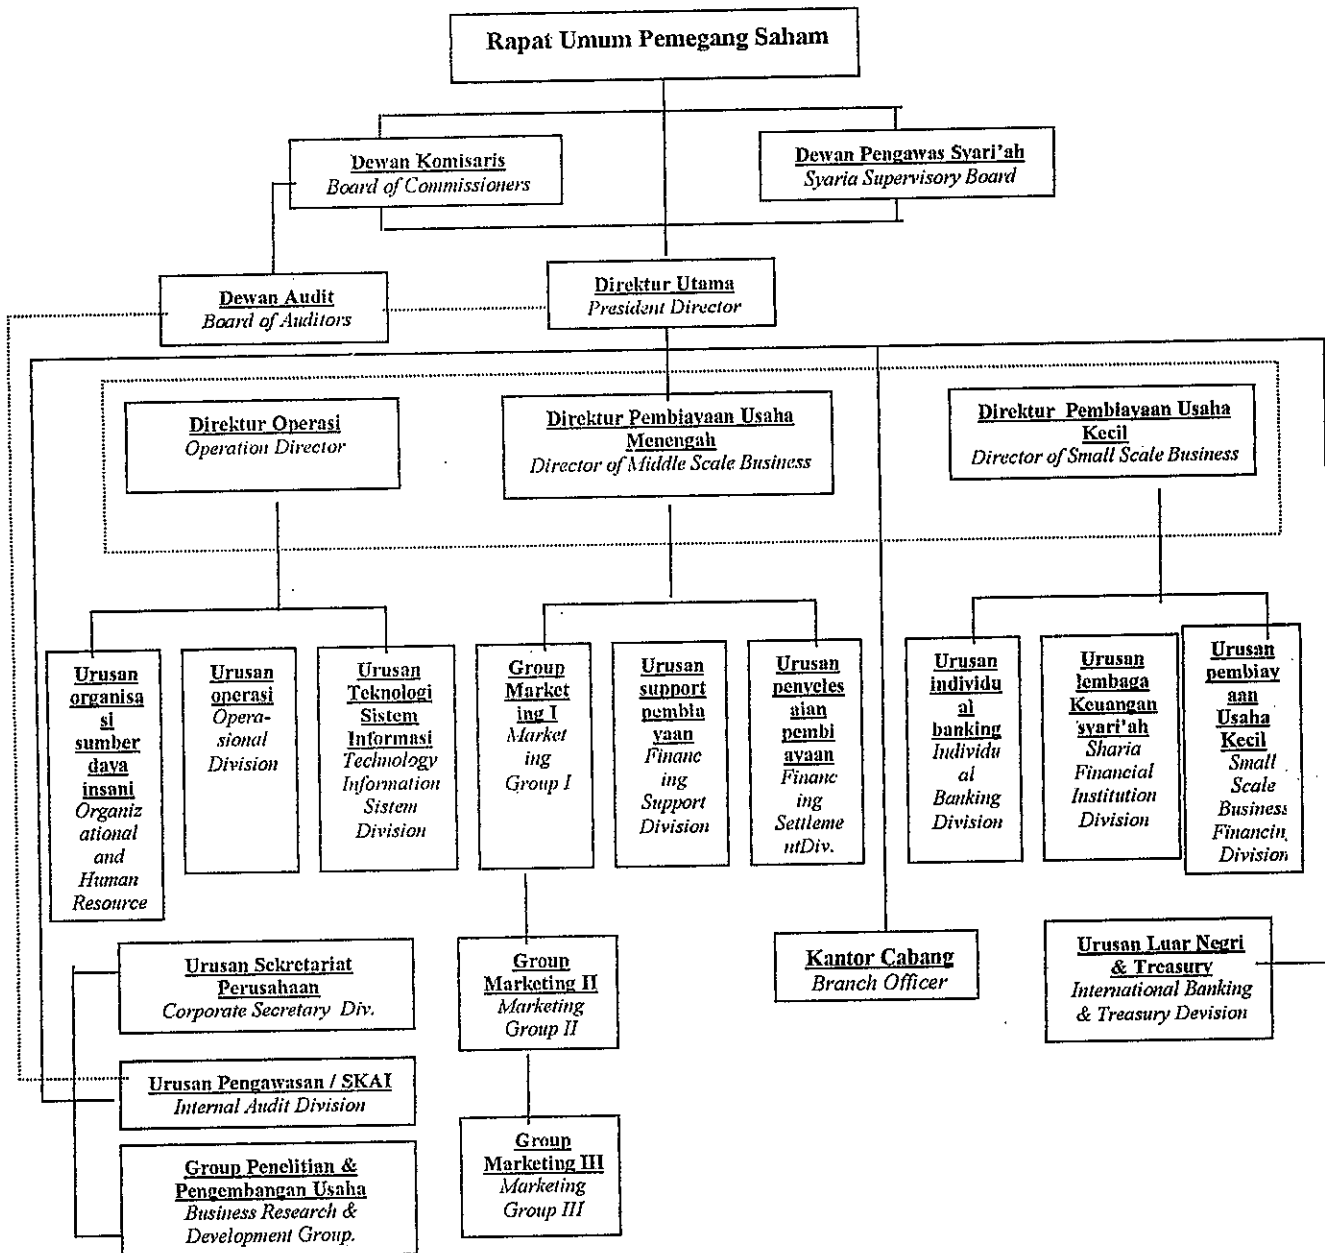 Rapat Umum Pemegang Saham
Dewan Komisaris
Board of Commissioners
Dewan Pengawas Syari'ah
Syaria Supervisory Board
Dewan Audit
Board of Auditors
Direktur Utama
President Director
Direktur Operasi
Operation Director
Direktur Pembiayaan Usaha
Menengah
Director of Middle Scale Business
Direktur Pembiayaan Usaha
Kecil
Director of Small Scale Business
Urusan
organisa
si
sumber
daya
insani
Organiz
ational
and
Human
Resource
Urusan
operasi
Opera-
sional
Division
Urusan
Teknologi
Sistem
Informasi
Technology
Information
Sistem
Division
Group
Market
ing I
Market
ing
Group I
Urusan
support
pembia
yaan
Financ
ing
Support
Division
Urusan
penyeles
aian
pembi
ayaan
Financ
ing
Settleme
ntDiv.
Urusan
individu
al
banking
Individu
al
Banking
Division
Urusan
lembaga
Keuangan
syari'ah
Sharia
Financial
Institution
Division
Urusan
pembiay
aan
Usaha
Kecil
Small
Scale
Business
Financin
Division
Urusan Sekretariat
Perusahaan
Corporate Secretary Div.
Group
Marketing II
Marketing
Group II
Kantor Cabang
Branch Officer
Urusan Luar Negri
& Treasury
International Banking
& Treasury Devision
Urusan Pengawasan / SKAI
Internal Audit Division
Group
Marketing III
Marketing
Group III
Group Penelitian &
Pengembangan Usaha
Business Research &
Development Group.